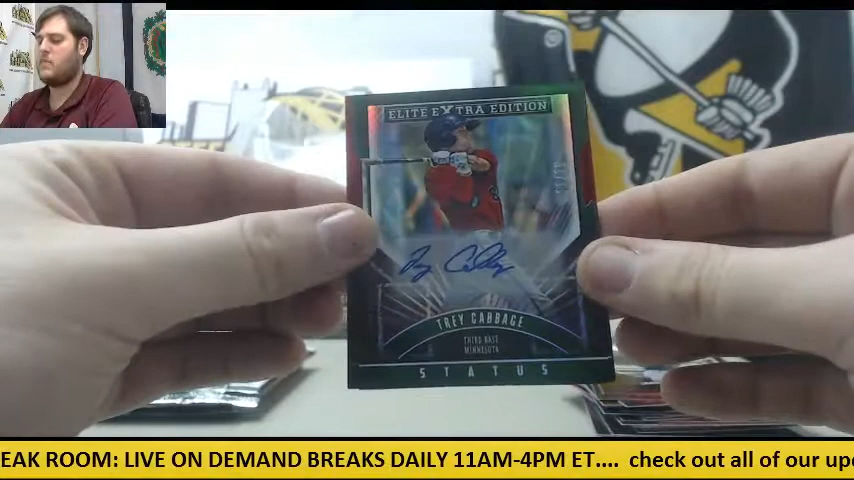 ELITE EXTRA EDITION
TREY CABBAGE
THIRD BASE
MINNESOTA
STATUS
EAK ROOM: LIVE ON DEMAND BREAKS DAILY 11AM-4PM ET.... check out all of our upc